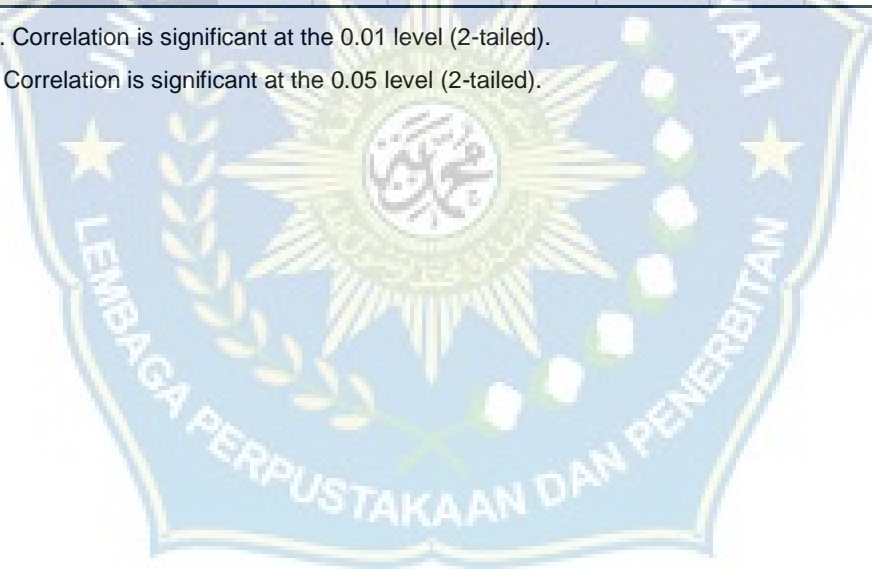 . Correlation is significant at the 0.01 level (2-tailed).
Correlation is significant at the 0.05 level (2-tailed).
LEMBAGA PERPUSTAKAAN DAN PENERBITAN